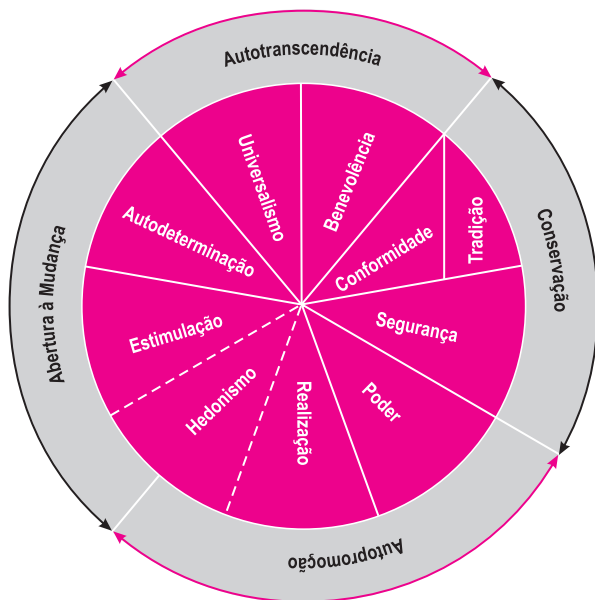 Autotranscendência
Universalismo
Benevolência
Autodeterminação
Conformidade
Tradição
Conservação
Abertura à Mudança
Estimulação
Segurança
Hedonismo
Realização
Poder
Autopromoção